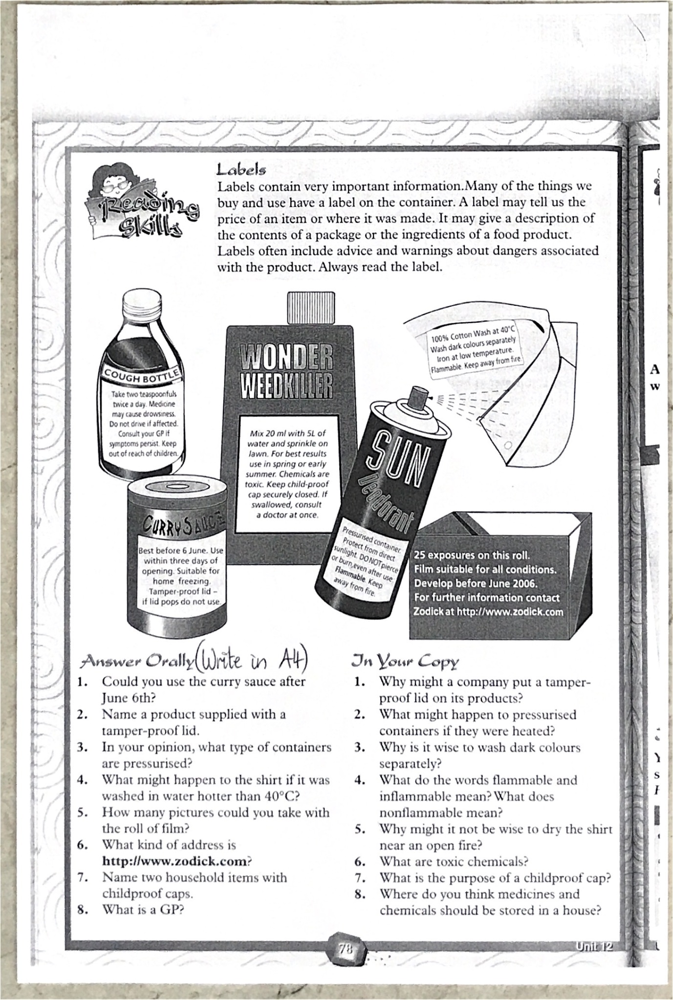 Reading
Skills
Labels
Labels contain very important information.Many of the things we
buy and use have a label on the container. A label may tell us the
price of an item or where it was made. It may give a description of
the contents of a package or the ingredients of a food product.
Labels often include advice and warnings about dangers associated
with the product. Always read the label.
COUGH BOTTLE
Take two teaspoonfuls
twice a day. Medicine
may cause drowsiness.
Do not drive if affected.
Consult your GP if
symptoms persist. Keep
out of reach of children.
WONDER
WEEDKILLER
Mix 20 ml with 5L of
water and sprinkle on
lawn. For best results
use in spring or early
summer. Chemicals are
toxic. Keep child-proof
cap securely closed. If
swallowed, consult
a doctor at once.
100% Cotton Wash at 40°C
Wash dark colours separately
Iron at low temperature.
Flammable. Keep away from fire.
SUN
Deodorant
Pressurised container.
Protect from direct
sunlight. DO NOT pierce
or burn,even after use.
Flammable. Keep
away from fire.
CURRY SAUCE
Best before 6 June. Use
within three days of
opening. Suitable for
home freezing.
Tamper-proof lid –
if lid pops do not use.
25 exposures on this roll.
Film suitable for all conditions.
Develop before June 2006.
For further information contact
Zodick at http://www.zodick.com
Answer Orally (Write in A4)
1. Could you use the curry sauce after
June 6th?
2. Name a product supplied with a
tamper-proof lid.
3. In your opinion, what type of containers
are pressurised?
4. What might happen to the shirt if it was
washed in water hotter than 40°C?
5. How many pictures could you take with
the roll of film?
6. What kind of address is
http://www.zodick.com?
7. Name two household items with
childproof caps.
8. What is a GP?
In Your Copy
1. Why might a company put a tamper-
proof lid on its products?
2. What might happen to pressurised
containers if they were heated?
3. Why is it wise to wash dark colours
separately?
4. What do the words flammable and
inflammable mean? What does
nonflammable mean?
5. Why might it not be wise to dry the shirt
near an open fire?
6. What are toxic chemicals?
7. What is the purpose of a childproof cap?
8. Where do you think medicines and
chemicals should be stored in a house?
78
Unit 12
A
w
Y
s